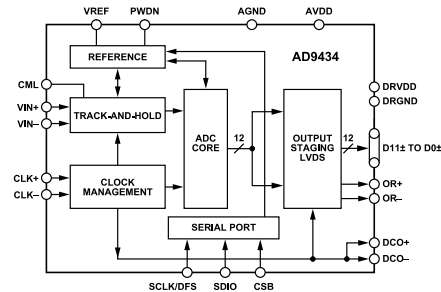 VREF PWDN AGND AVDD
REFERENCE
AD9434
CML
DRVDD
DRGND
VIN+
VIN–
TRACK-AND-HOLD
ADC
CORE
12
OUTPUT
STAGING
LVDS
12
D11± TO D0±
CLK+
CLK–
CLOCK
MANAGEMENT
OR+
OR–
SERIAL PORT
DCO+
DCO–
SCLK/DFS SDIO CSB